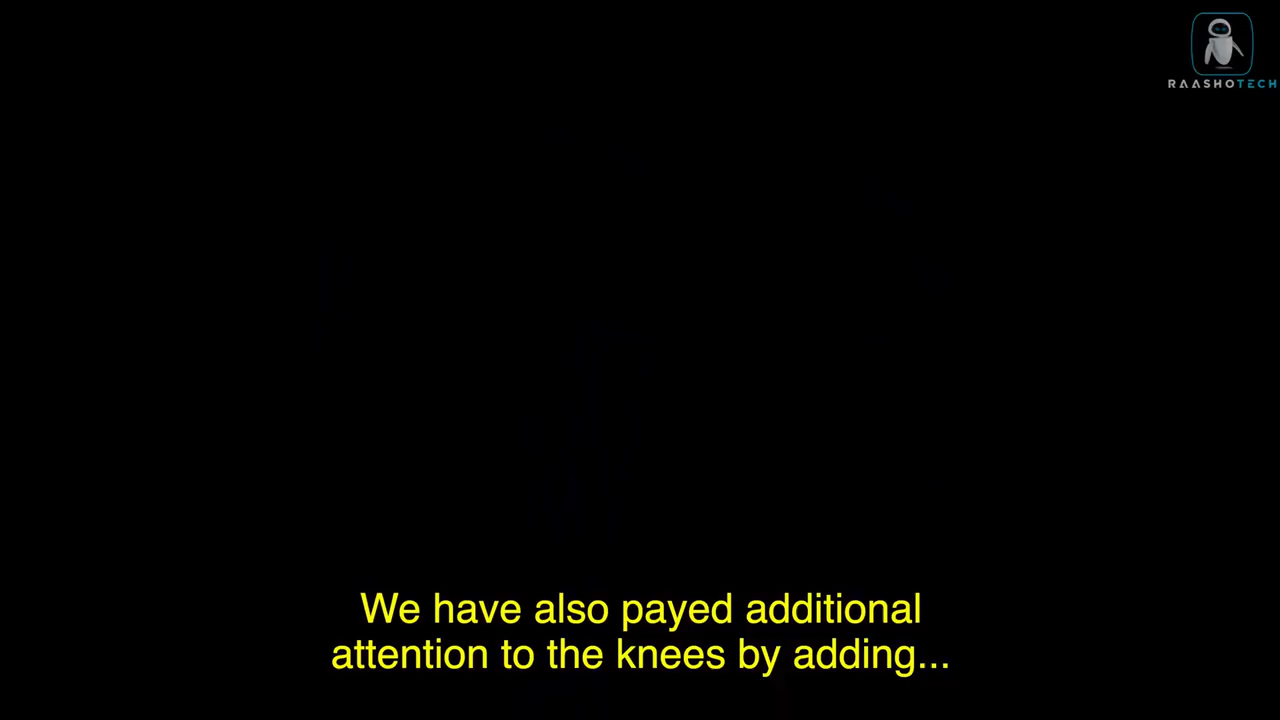 RAASHOTECH
We have also payed additional
attention to the knees by adding...